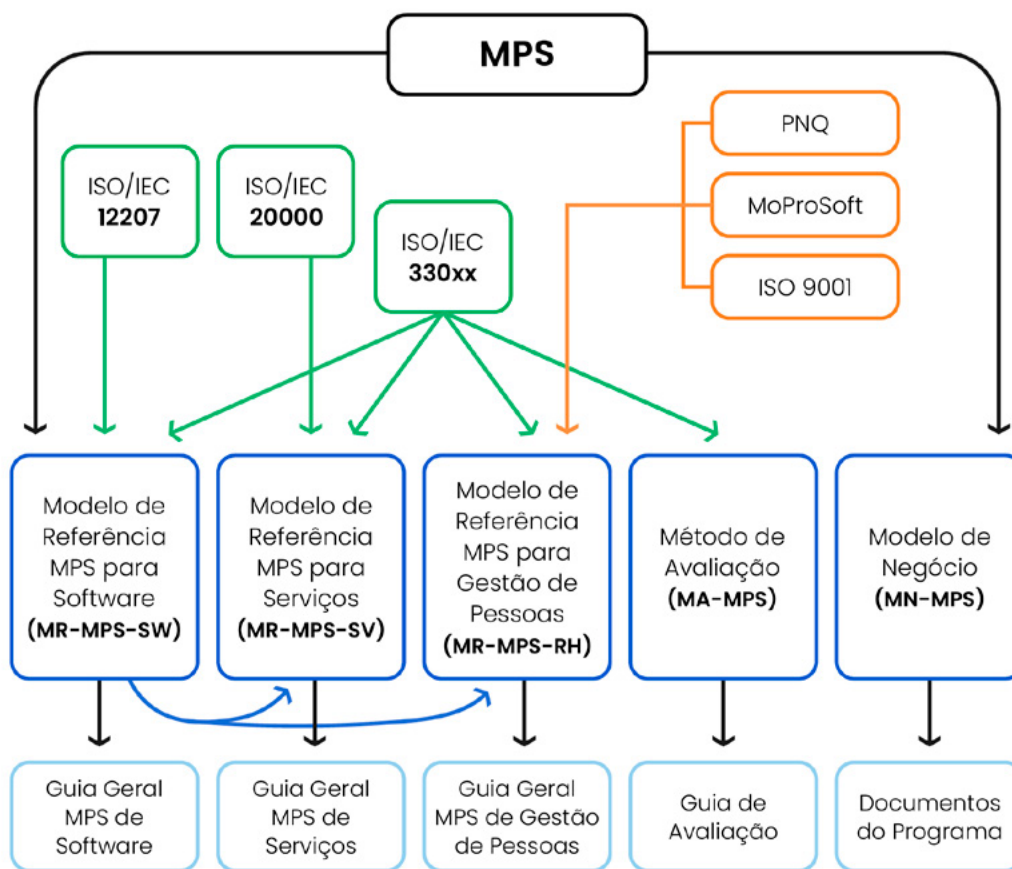 MPS
PNQ
MoProSoft
ISO 9001
ISO/IEC
12207
ISO/IEC
20000
ISO/IEC
330xx
Modelo de
Referência
MPS para
Software
(MR-MPS-SW)
Modelo de
Referência
MPS para
Serviços
(MR-MPS-SV)
Modelo de
Referência
MPS para
Gestão de
Pessoas
(MR-MPS-RH)
Método de
Avaliação
(MA-MPS)
Modelo de
Negócio
(MN-MPS)
Guia Geral
MPS de
Software
Guia Geral
MPS de
Serviços
Guia Geral
MPS de Gestão
de Pessoas
Guia de
Avaliação
Documentos
do Programa